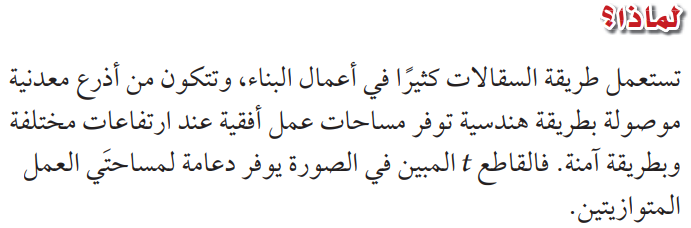 لماذا؟
تستعمل طريقة السقالات كثيرًا في أعمال البناء، وتتكون من أذرع معدنية
موصولة بطريقة هندسية توفر مساحات عمل أفقية عند ارتفاعات مختلفة
وبطريقة آمنة. فالقاطع t المبين في الصورة يوفر دعامة لمساحتَي العمل
المتوازيتين.